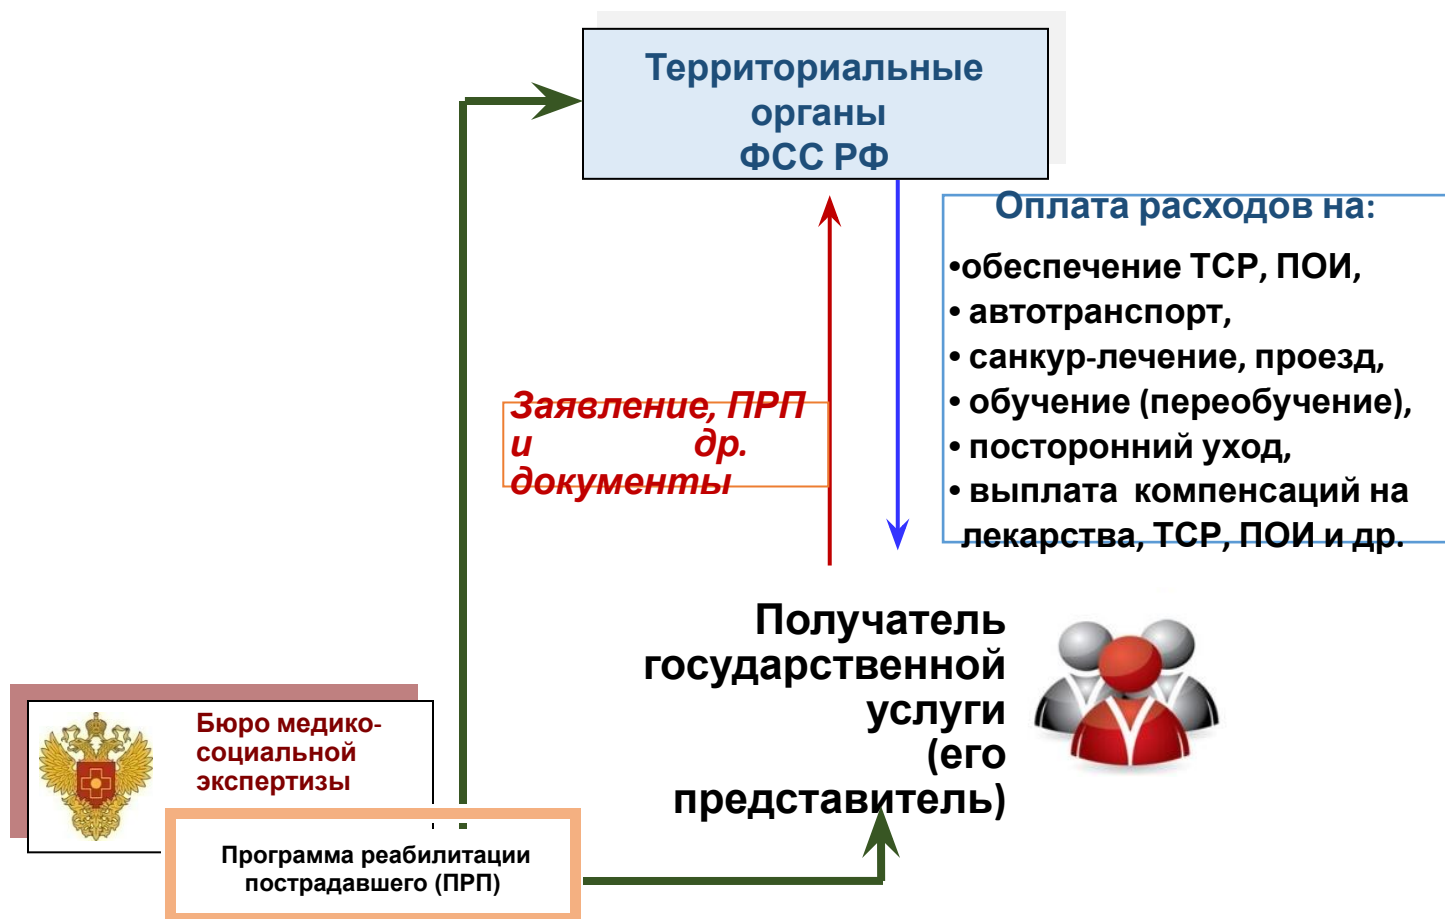 Территориальные
органы
ФСС РФ
Оплата расходов на:
•обеспечение ТСР, ПОИ,
• автотранспорт,
• санкур-лечение, проезд,
• обучение (переобучение),
• посторонний уход,
• выплата компенсаций на
лекарства, ТСР, ПОИ и др.
Заявление, ПРП
и др.
документы
Получатель
государственной
услуги
(его
представитель)
Бюро медико-
социальной
экспертизы
Программа реабилитации
пострадавшего (ПРП)